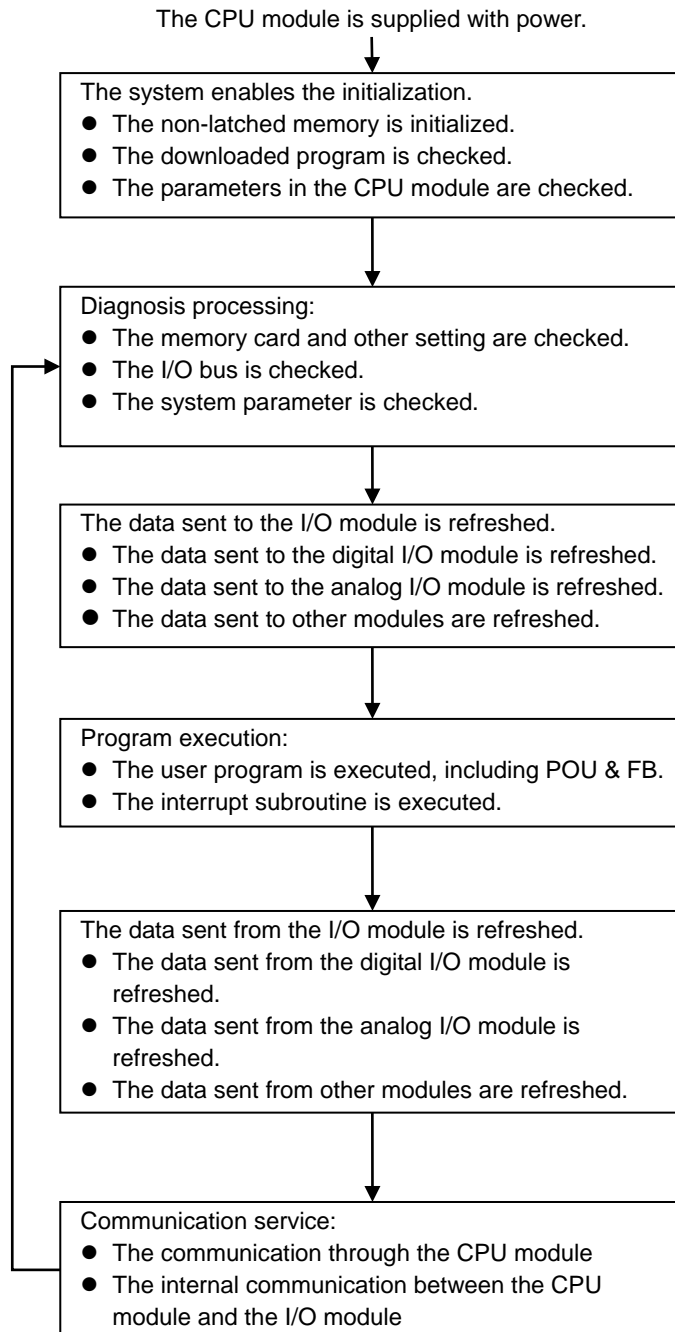 The CPU module is supplied with power.
The system enables the initialization.
● The non-latched memory is initialized.
● The downloaded program is checked.
● The parameters in the CPU module are checked.
Diagnosis processing:
● The memory card and other setting are checked.
● The I/O bus is checked.
● The system parameter is checked.
The data sent to the I/O module is refreshed.
● The data sent to the digital I/O module is refreshed.
● The data sent to the analog I/O module is refreshed.
● The data sent to other modules are refreshed.
Program execution:
● The user program is executed, including POU & FB.
● The interrupt subroutine is executed.
The data sent from the I/O module is refreshed.
● The data sent from the digital I/O module is
refreshed.
● The data sent from the analog I/O module is
refreshed.
● The data sent from other modules are refreshed.
Communication service:
● The communication through the CPU module
● The internal communication between the CPU
module and the I/O module